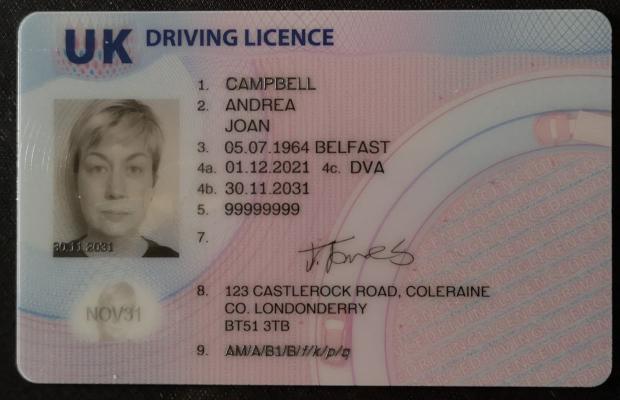 UK DRIVING LICENCE
1. CAMPBELL
2. ANDREA
JOAN
3. 05.07.1964 BELFAST
4a. 01.12.2021 4c. DVA
4b. 30.11.2031
5. 99999999
30.11.2031
7. J. Jones
NOV31
8. 123 CASTLEROCK ROAD, COLERAINE
CO. LONDONDERRY
BT51 3TB
9. AM/A/B1/B/f/k/p/q